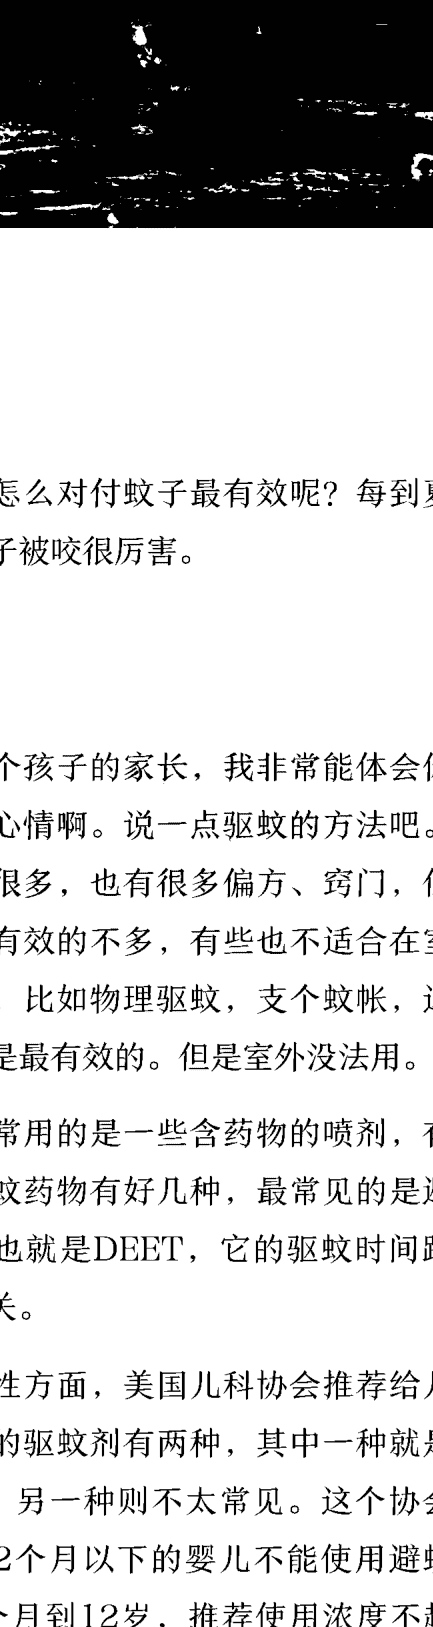 怎么对付蚊子最有效呢？每到夏
子被咬很厉害。
个孩子的家长，我非常能体会
心情啊。说一点驱蚊的方法吧。
很多，也有很多偏方、窍门，
有效的不多，有些也不适合在室
比如物理驱蚊，支个蚊帐，
是最有效的。但是室外没法用。
常用的是一些含药物的喷剂，
蚊药物有好几种，最常见的是避
也就是DEET，它的驱蚊时间跟
关。
性方面，美国儿科协会推荐给
的驱蚊剂有两种，其中一种就是
另一种则不太常见。这个协会
2个月以下的婴儿不能使用避蚊
个月到12岁，推荐使用浓度不超